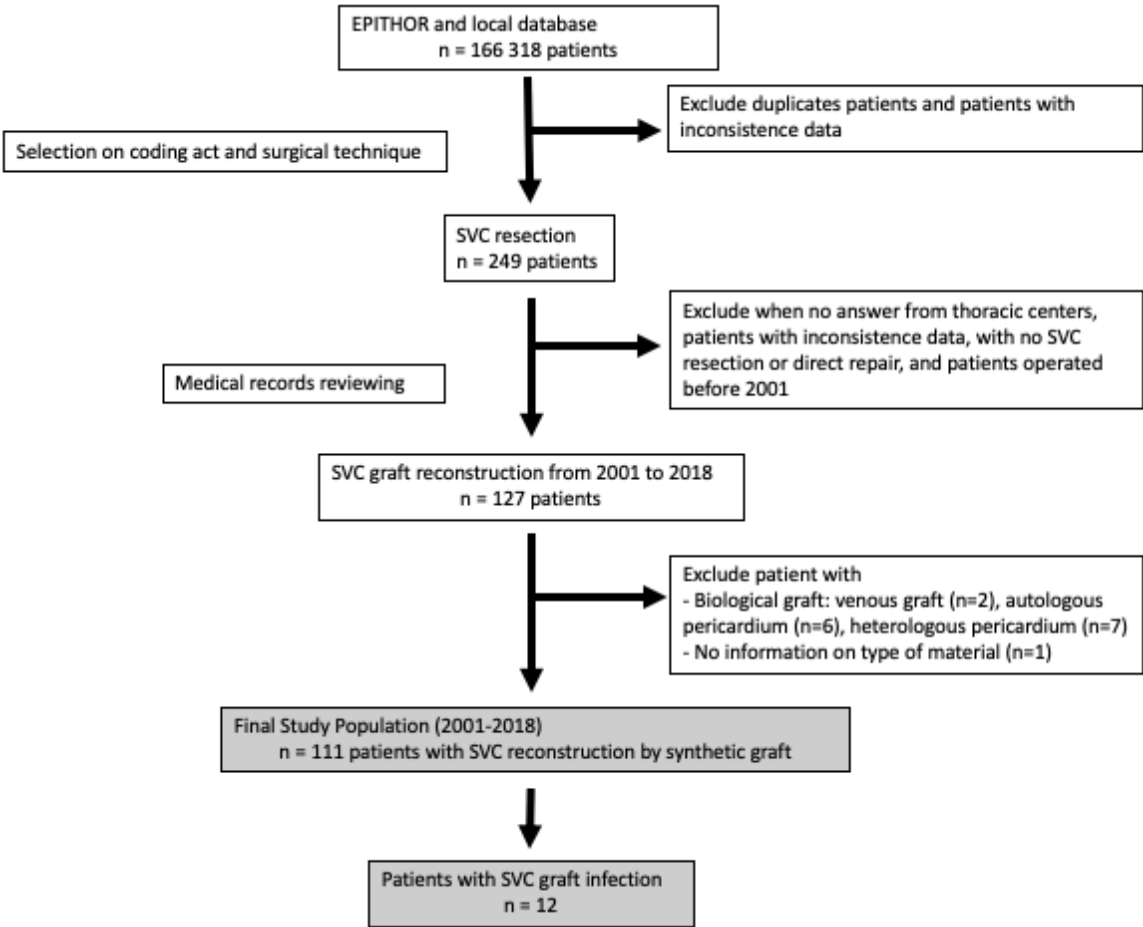 EPITHOR and local database
n = 166 318 patients
Exclude duplicates patients and patients with
inconsistence data
Selection on coding act and surgical technique
SVC resection
n = 249 patients
Exclude when no answer from thoracic centers,
patients with inconsistence data, with no SVC
resection or direct repair, and patients operated
before 2001
Medical records reviewing
SVC graft reconstruction from 2001 to 2018
n = 127 patients
Exclude patient with
- Biological graft: venous graft (n=2), autologous
pericardium (n=6), heterologous pericardium (n=7)
- No information on type of material (n=1)
Final Study Population (2001-2018)
n = 111 patients with SVC reconstruction by synthetic graft
Patients with SVC graft infection
n = 12